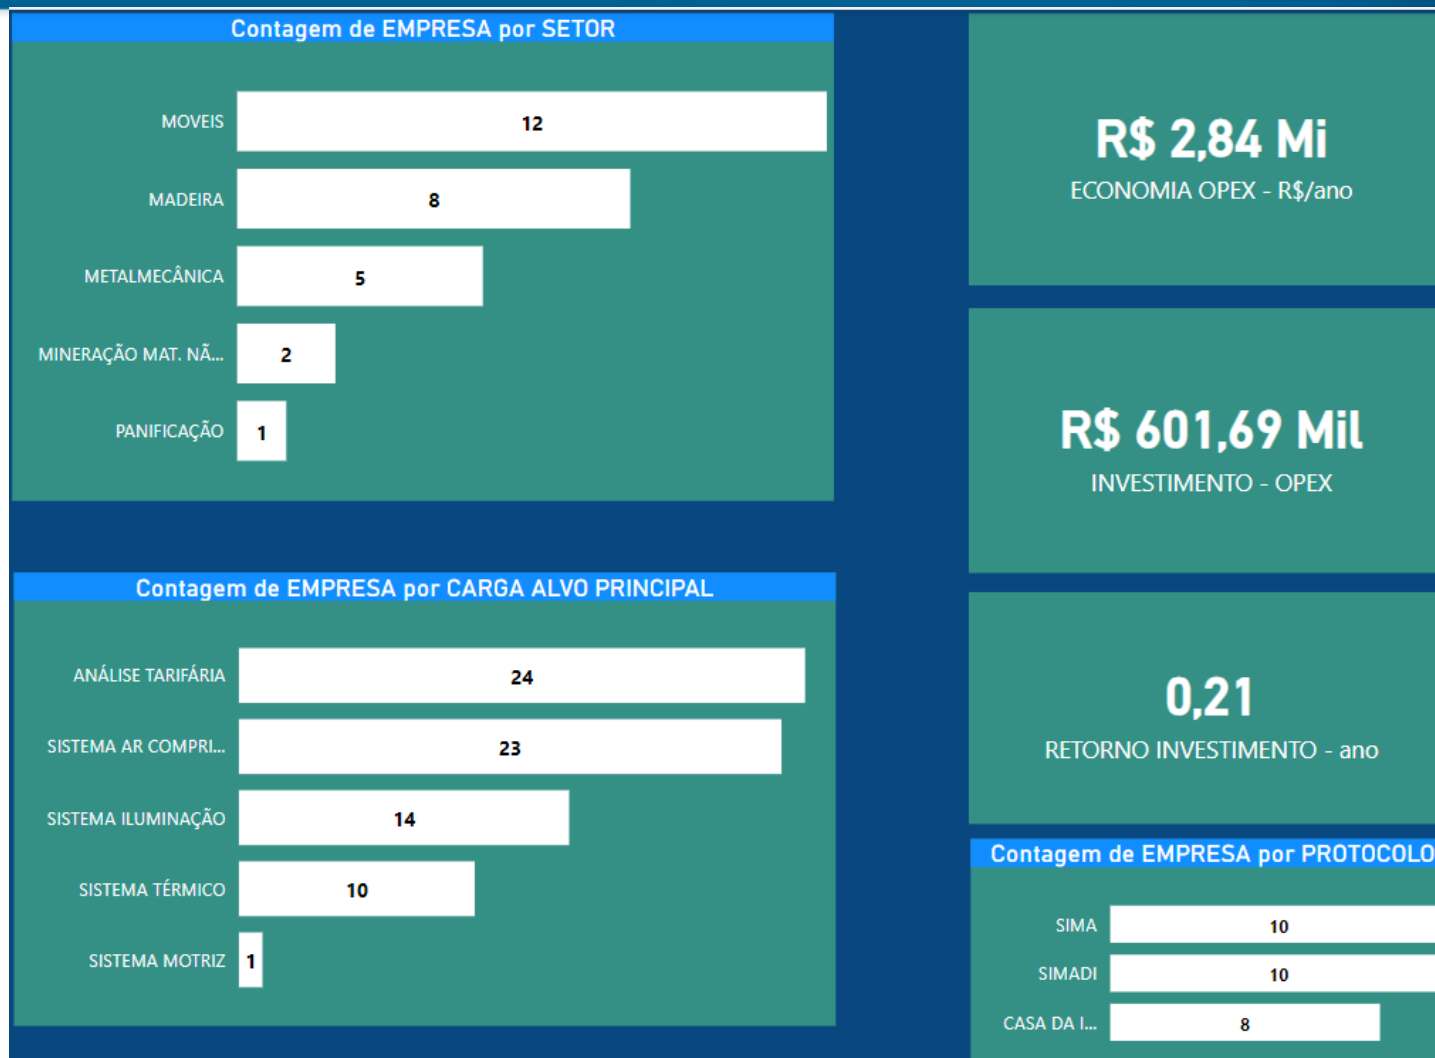 Contagem de EMPRESA por SETOR
MOVEIS 12
MADEIRA 8
METALMECÂNICA 5
MINERAÇÃO MAT. NÃ... 2
PANIFICAÇÃO 1
Contagem de EMPRESA por CARGA ALVO PRINCIPAL
ANÁLISE TARIFÁRIA 24
SISTEMA AR COMPRI... 23
SISTEMA ILUMINAÇÃO 14
SISTEMA TÉRMICO 10
SISTEMA MOTRIZ 1
R$ 2,84 Mi
ECONOMIA OPEX - R$/ano
R$ 601,69 Mil
INVESTIMENTO - OPEX
0,21
RETORNO INVESTIMENTO - ano
Contagem de EMPRESA por PROTOCOLO
SIMA 10
SIMADI 10
CASA DA I... 8